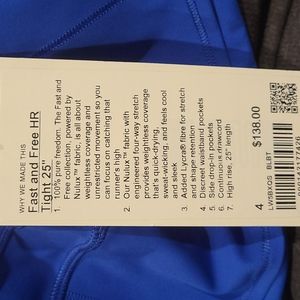 WHY WE MADE THIS
Fast and Free HR
Tight 25"
1. 100% pure freedom. The Fast and
Free collection, powered by
Nulux™ fabric, is all about
weightless coverage and
unrestricted movement so you
can focus on catching that
runner's high
2. Our Nulux™ fabric with
engineered four-way stretch
provides weightless coverage
that's quick-drying,
sweat-wicking, and feels cool
and sleek
3. Added Lycra® fibre for stretch
and shape retention
4. Discreet waistband pockets
5. Side drop-in pockets
6. Continuous drawcord
7. High rise, 25" length
4
$138.00
LW5BXQS BLBT